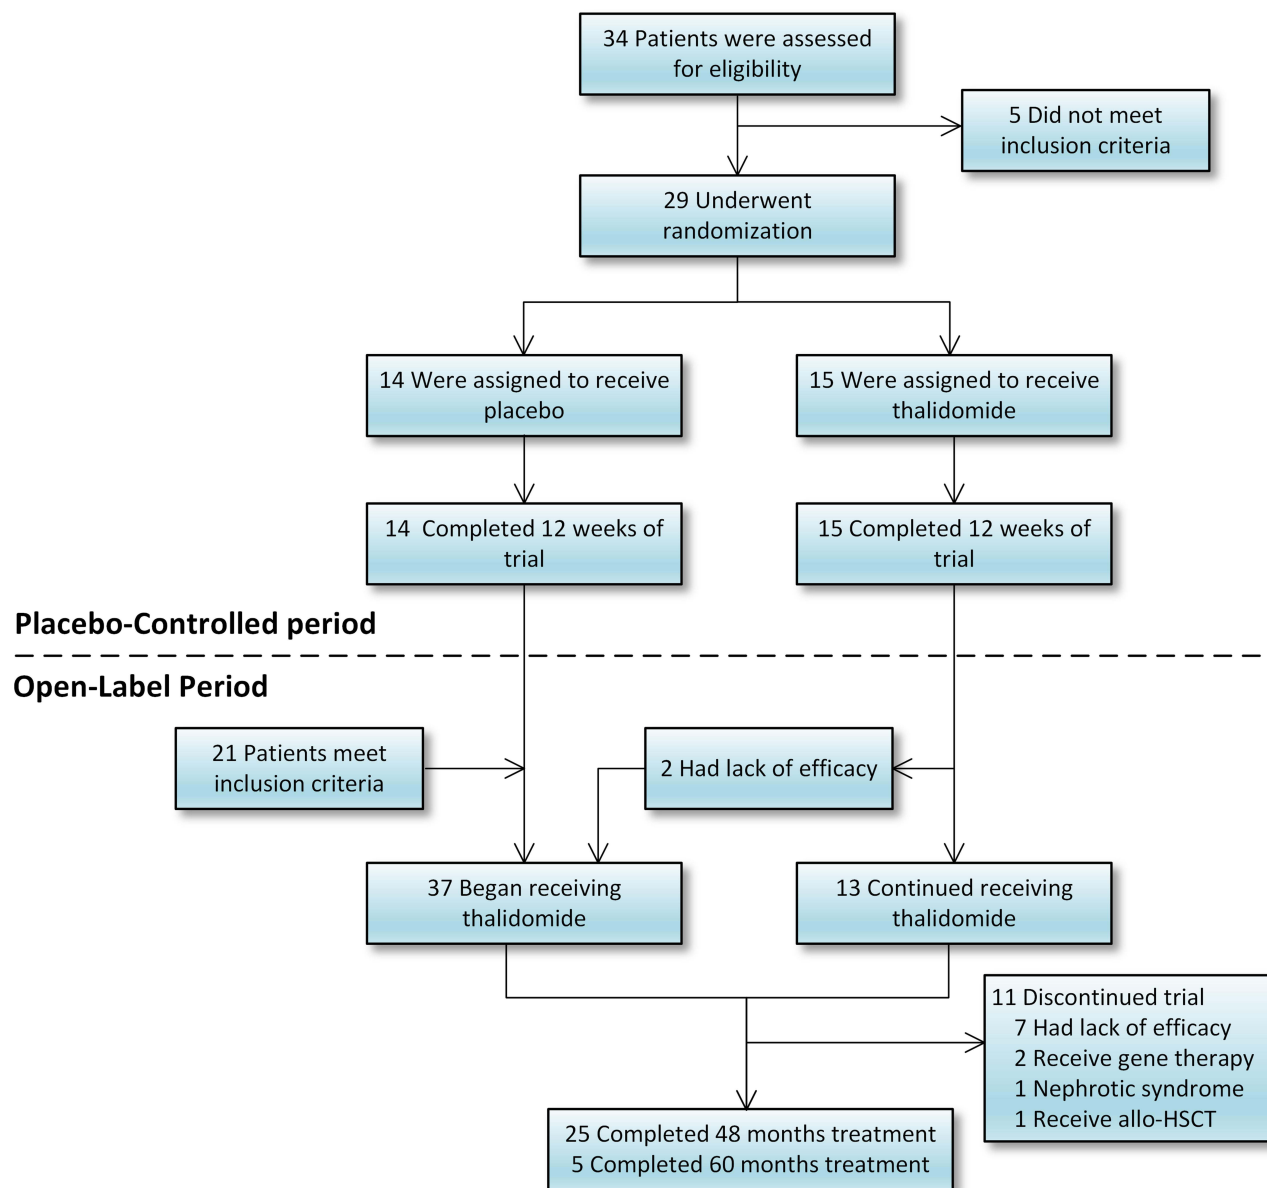 34 Patients were assessed
for eligibility
5 Did not meet
inclusion criteria
29 Underwent
randomization
14 Were assigned to receive
placebo
15 Were assigned to receive
thalidomide
14  Completed 12 weeks of
trial
15 Completed 12 weeks of
trial
Placebo-Controlled period
Open-Label Period
21 Patients meet
inclusion criteria
2 Had lack of efficacy
37 Began receiving
thalidomide
13 Continued receiving
thalidomide
11 Discontinued trial
7 Had lack of efficacy
2 Receive gene therapy
1 Nephrotic syndrome
1 Receive allo-HSCT
25 Completed 48 months treatment
5 Completed 60 months treatment